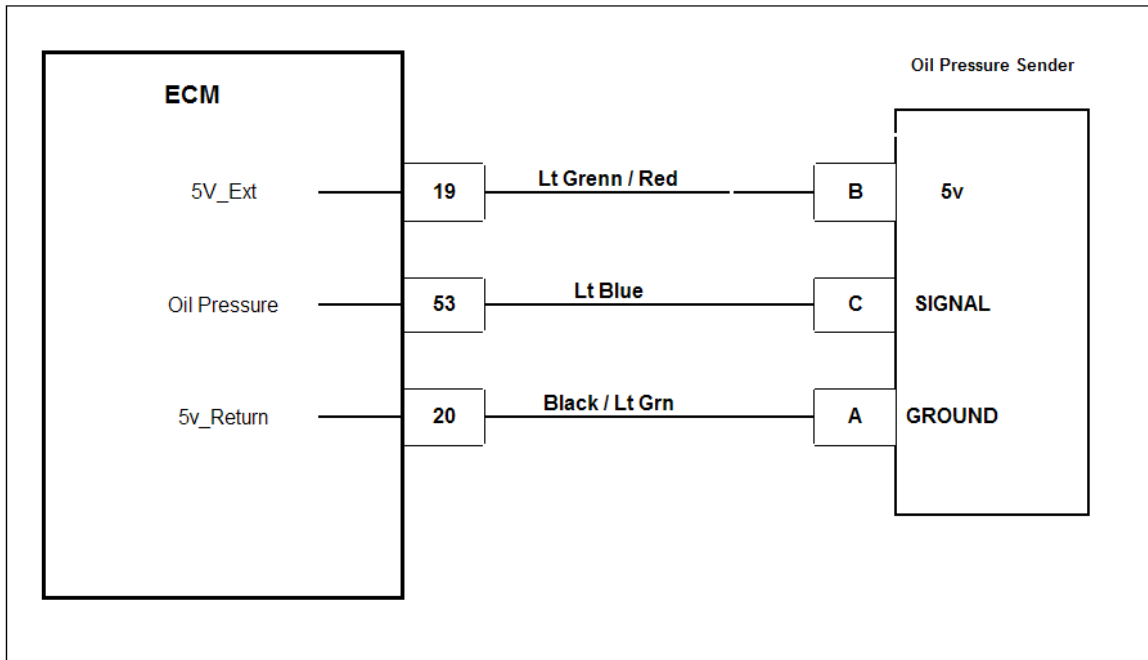 Oil Pressure Sender
ECM
5V_Ext 19 Lt Grenn / Red B 5v
Oil Pressure 53 Lt Blue C SIGNAL
5v_Return 20 Black / Lt Grn A GROUND